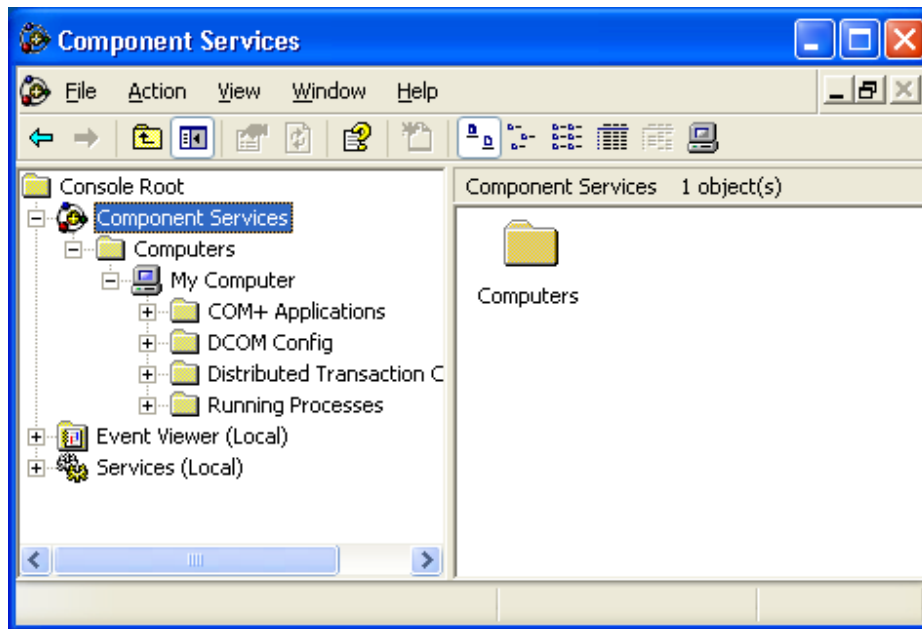 Component Services
File Action View Window Help
Console Root
Component Services
Computers
My Computer
COM+ Applications
DCOM Config
Distributed Transaction C
Running Processes
Event Viewer (Local)
Services (Local)
Component Services 1 object(s)
Computers